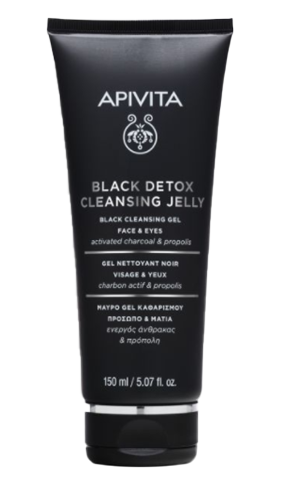 APIVITA
BLACK DETOX
CLEANSING JELLY
BLACK CLEANSING GEL
FACE & EYES
activated charcoal & propolis
GEL NETTOYANT NOIR
VISAGE & YEUX
charbon actif & propolis
ΜΑΥΡΟ GEL ΚΑΘΑΡΙΣΜΟΥ
ΠΡΟΣΩΠΟ & ΜΑΤΙΑ
ενεργός άνθρακας
& πρόπολη
150 ml / 5.07 fl. oz.